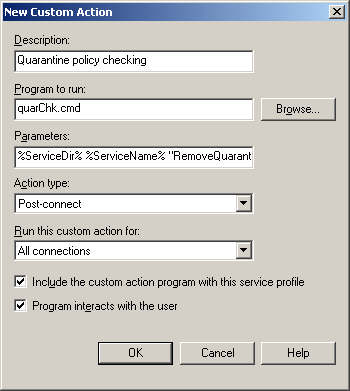 New Custom Action
Description:
Quarantine policy checking
Program to run:
quarChk.cmd
Browse...
Parameters:
%ServiceDir% %ServiceName% "RemoveQuarant
Action type:
Post-connect
Run this custom action for:
All connections
Include the custom action program with this service profile
Program interacts with the user
OK
Cancel
Help